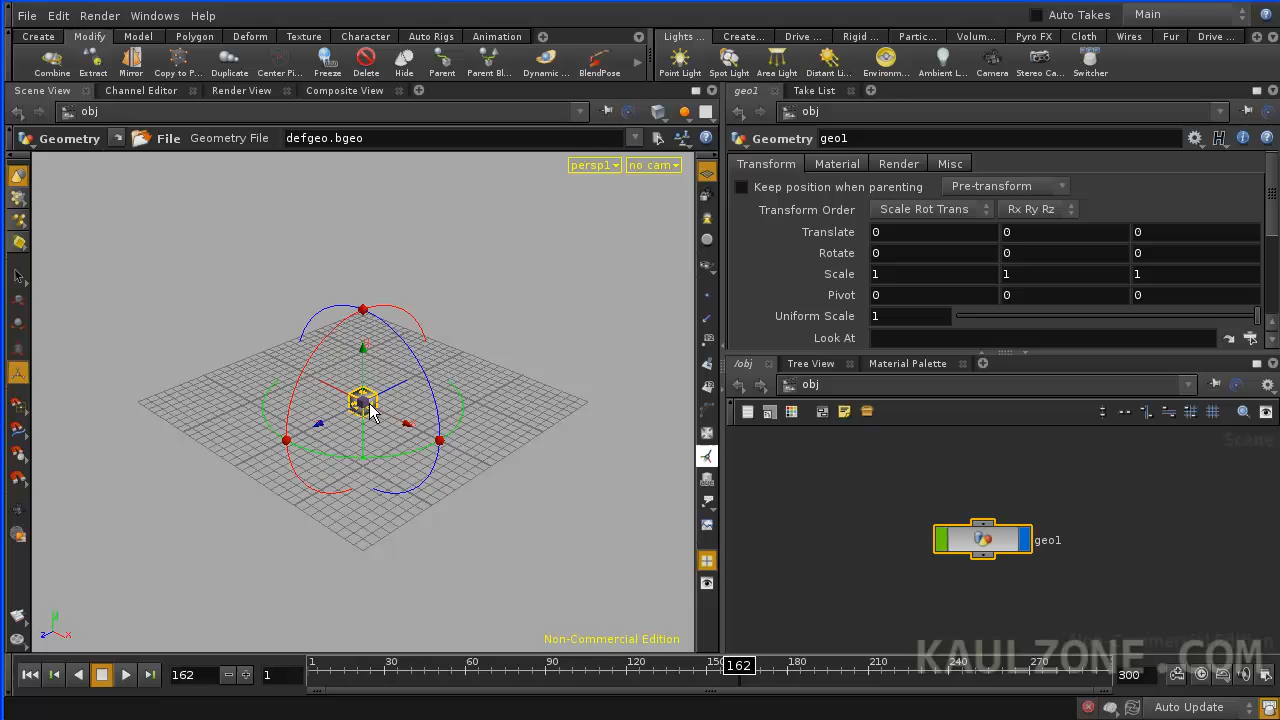 File Edit Render Windows Help Auto Takes Main
Create Modify Model Polygon Deform Texture Character Auto Rigs Animation Lights ... Create... Drive ... Rigid ... Partic... Volum... Pyro FX Cloth Wires Fur Drive ...
Combine Extract Mirror Copy to P... Duplicate Center Pi... Freeze Delete Hide Parent Parent Bl... Dynamic ... BlendPose Point Light Spot Light Area Light Distant Li... Environm... Ambient L... Camera Stereo Ca... Switcher
Scene View Channel Editor Render View Composite View geo1 Take List
obj obj
Geometry File Geometry File defgeo.bgeo Geometry geo1
persp1 no cam
Transform Material Render Misc
Keep position when parenting Pre-transform
Transform Order Scale Rot Trans Rx Ry Rz
Translate 0 0 0
Rotate 0 0 0
Scale 1 1 1
Pivot 0 0 0
Uniform Scale 1
Look At
/obj Tree View Material Palette
obj
Scene
geo1
y
z x
Non-Commercial Edition
KAULZONE.COM
162 1 1 30 60 90 120 150 162 180 210 240 270 300
Auto Update